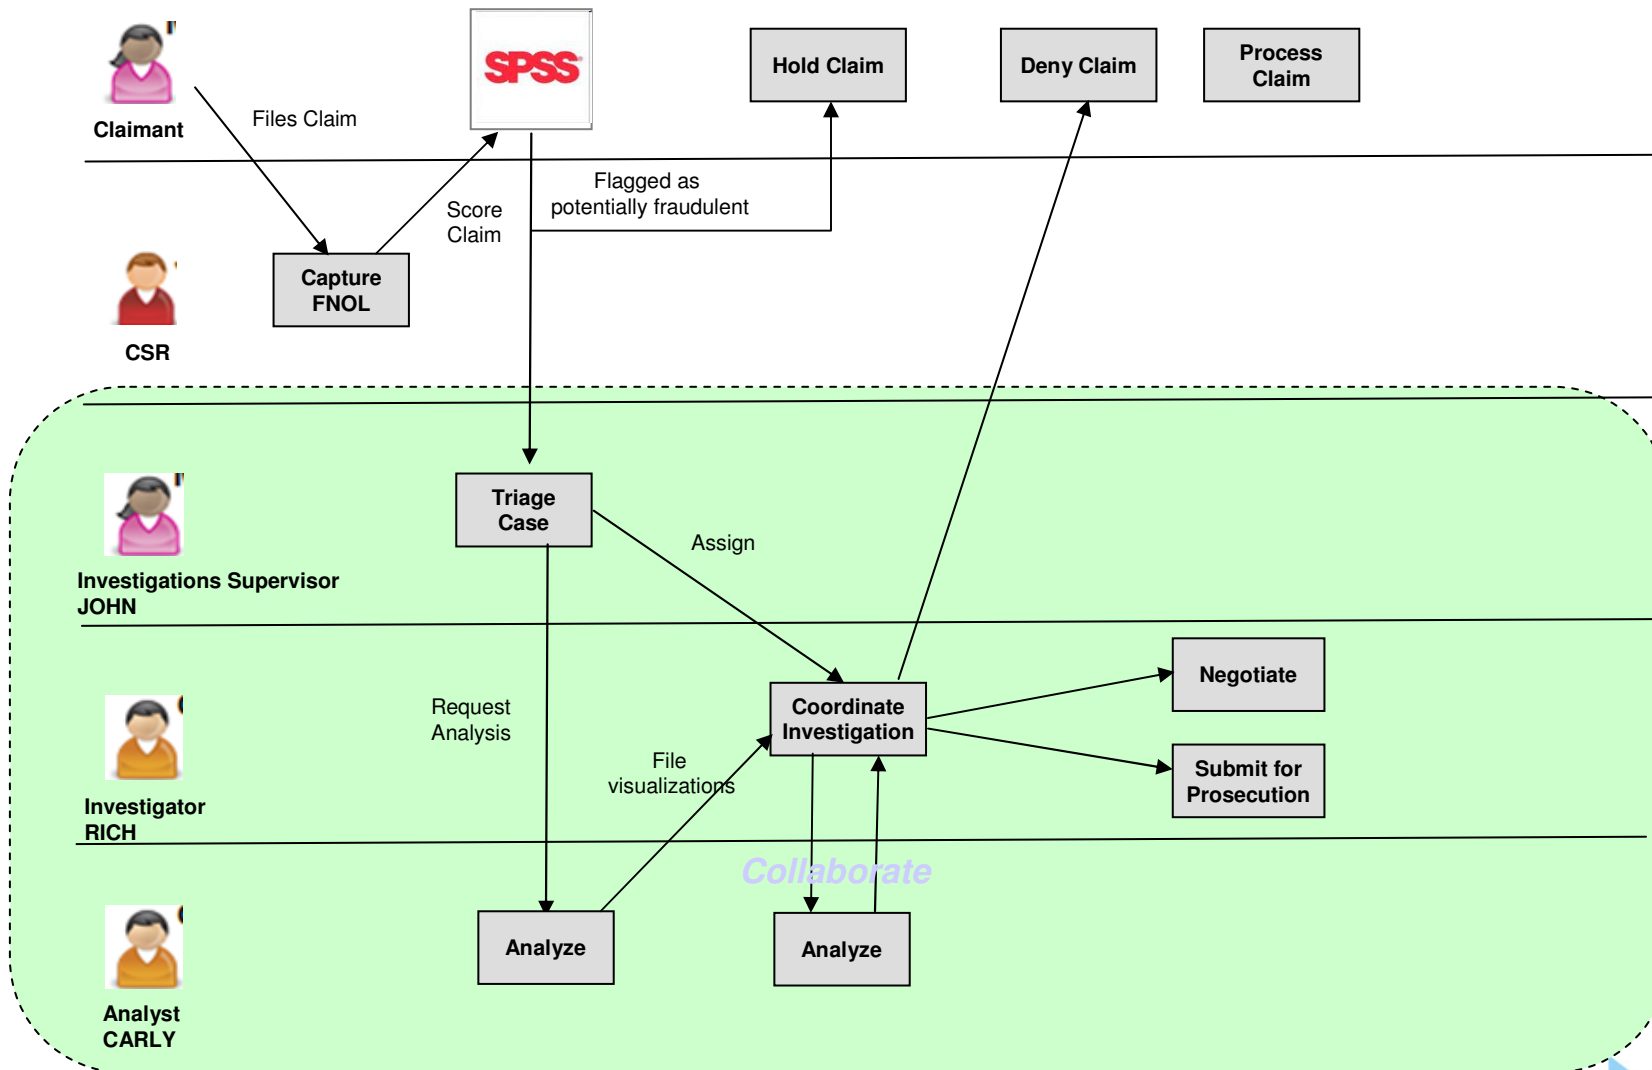 SPSS
Hold Claim
Deny Claim
Process
Claim
Claimant
Files Claim
Flagged as
potentially fraudulent
Score
Claim
Capture
FNOL
CSR
Triage
Case
Assign
Investigations Supervisor
JOHN
Negotiate
Request
Analysis
Coordinate
Investigation
File
visualizations
Submit for
Prosecution
Investigator
RICH
Collaborate
Analyze
Analyze
Analyst
CARLY